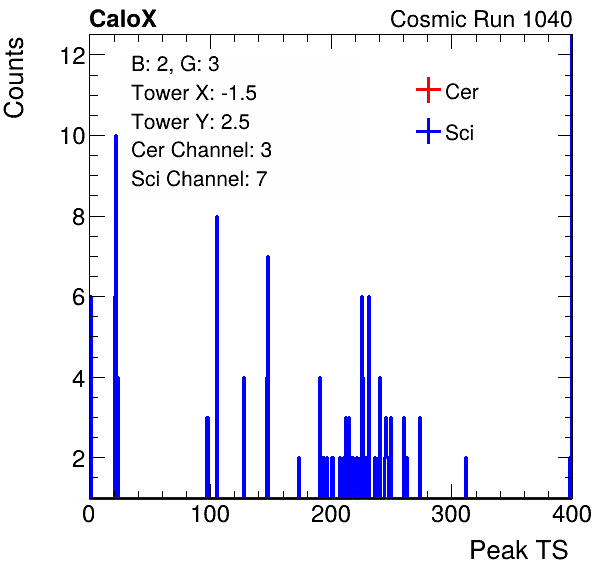 CaloX Cosmic Run 1040
Counts
B: 2, G: 3
Tower X: -1.5
Tower Y: 2.5
Cer Channel: 3
Sci Channel: 7
Cer
Sci
12
10
8
6
4
2
0 100 200 300 400
Peak TS